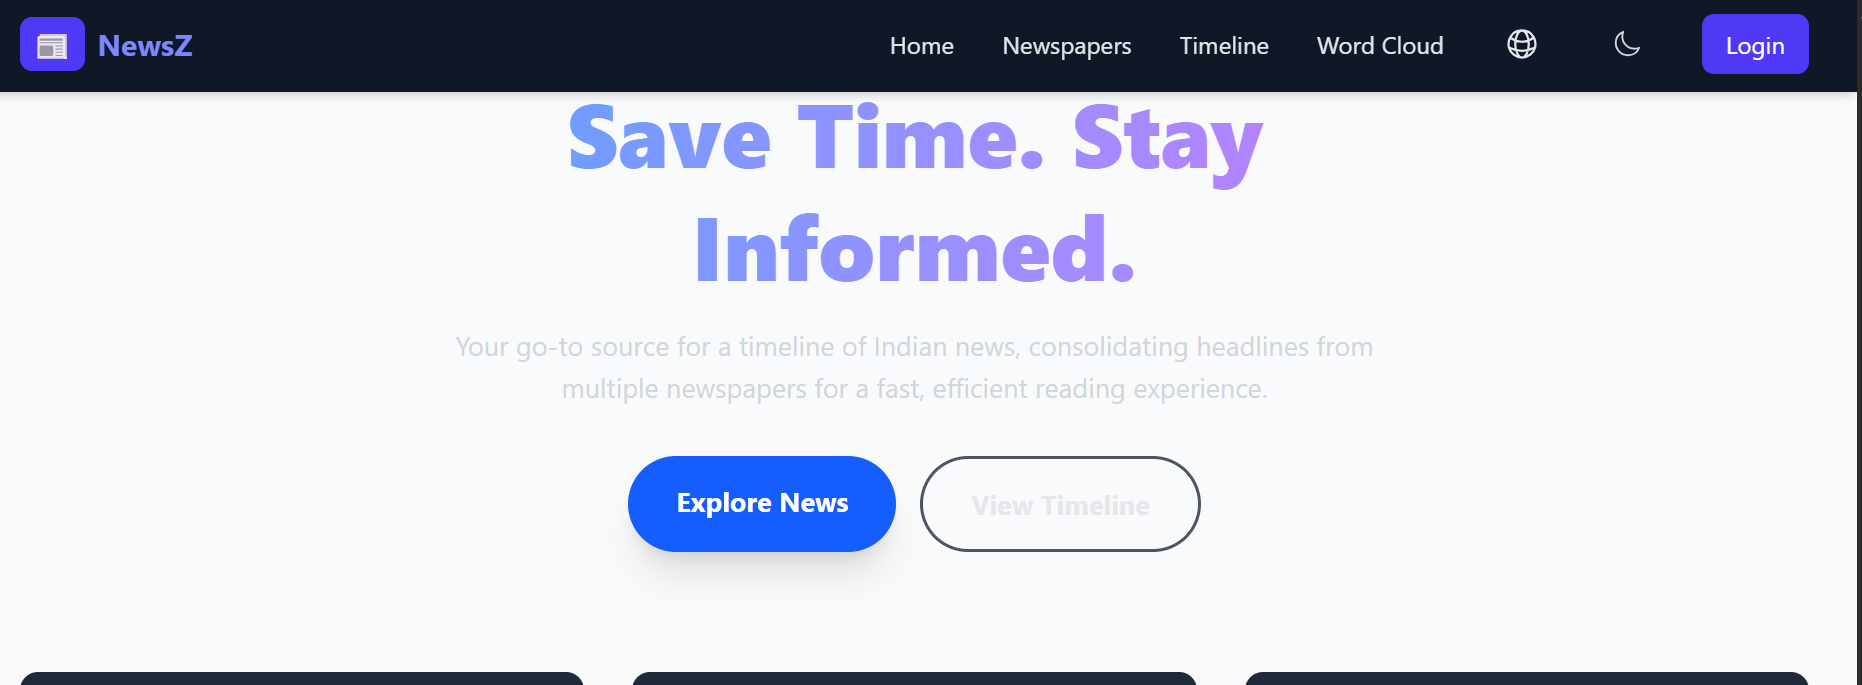 NewsZ
Home Newspapers Timeline Word Cloud Login
Save Time. Stay
Informed.
Your go-to source for a timeline of Indian news, consolidating headlines from
multiple newspapers for a fast, efficient reading experience.
Explore News View Timeline